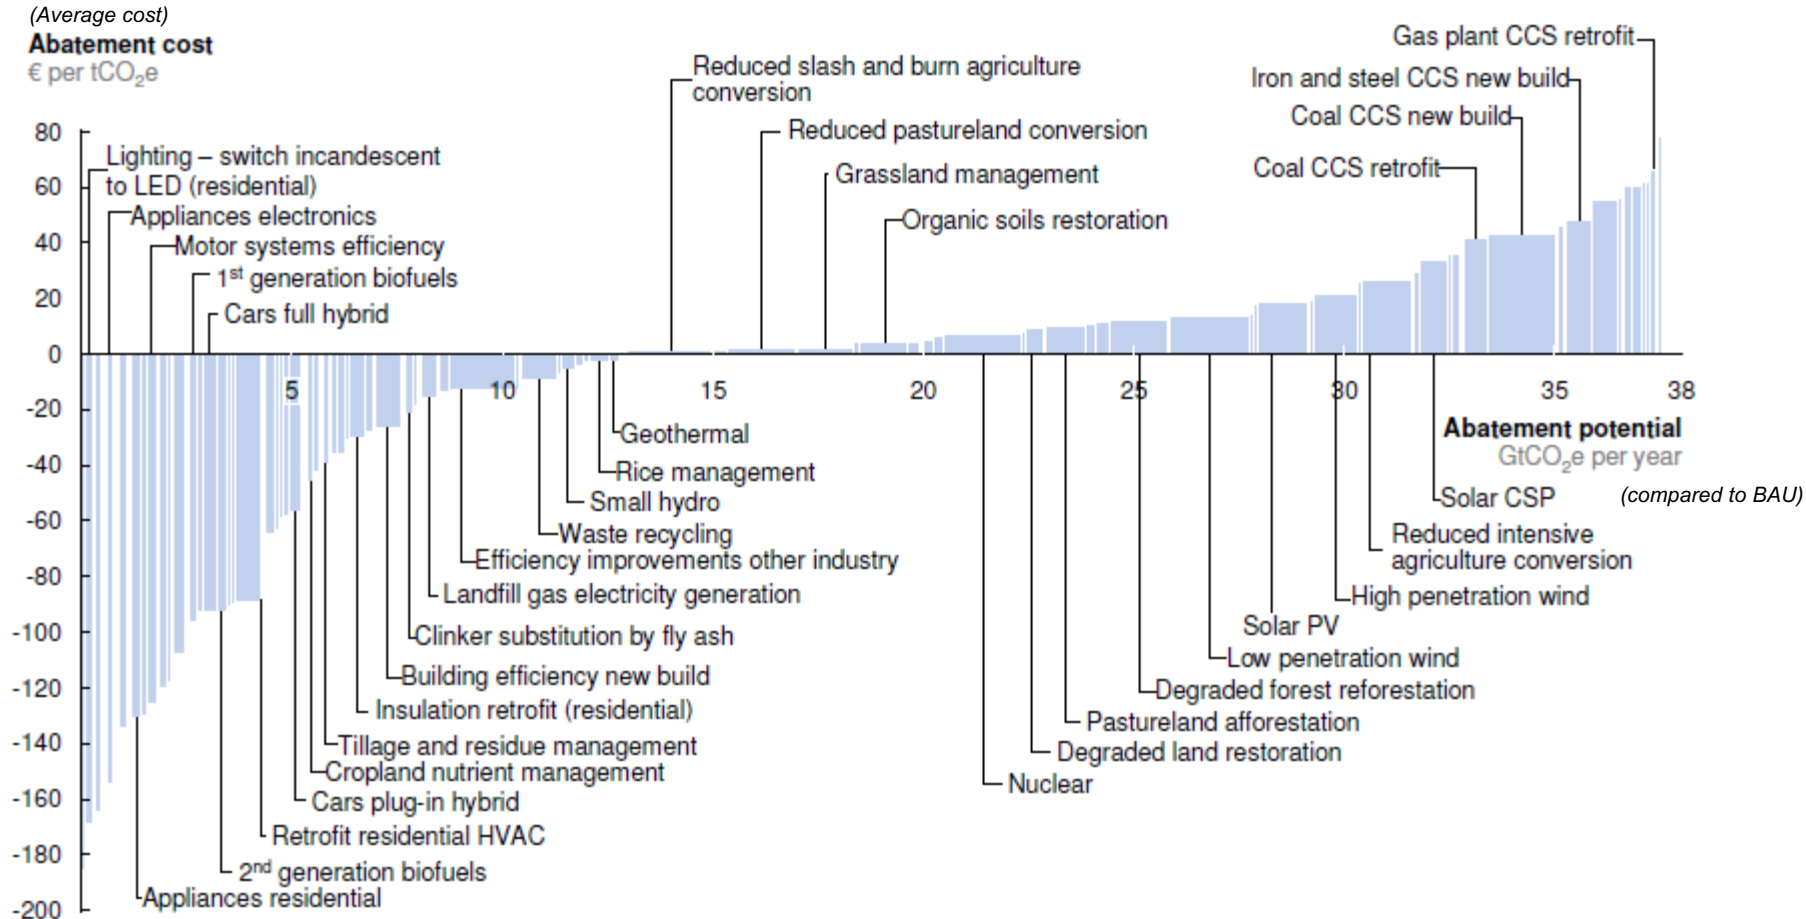 (Average cost)
Abatement cost
€ per tCO₂e
Gas plant CCS retrofit
Reduced slash and burn agriculture
conversion
Iron and steel CCS new build
Coal CCS new build
Reduced pastureland conversion
80
Lighting – switch incandescent
to LED (residential)
Coal CCS retrofit
Grassland management
60
Appliances electronics
Organic soils restoration
40
Motor systems efficiency
1st generation biofuels
20
Cars full hybrid
0
5 10 15 20 25 30 35 38
-20
Abatement potential
GtCO₂e per year
(compared to BAU)
Geothermal
-40
Rice management
Small hydro
Solar CSP
-60
Waste recycling
Reduced intensive
agriculture conversion
Efficiency improvements other industry
-80
Landfill gas electricity generation
High penetration wind
-100
Clinker substitution by fly ash
Solar PV
Low penetration wind
-120
Building efficiency new build
Degraded forest reforestation
Insulation retrofit (residential)
Pastureland afforestation
-140
Tillage and residue management
Degraded land restoration
Cropland nutrient management
Nuclear
-160
Cars plug-in hybrid
Retrofit residential HVAC
-180
2nd generation biofuels
Appliances residential
-200